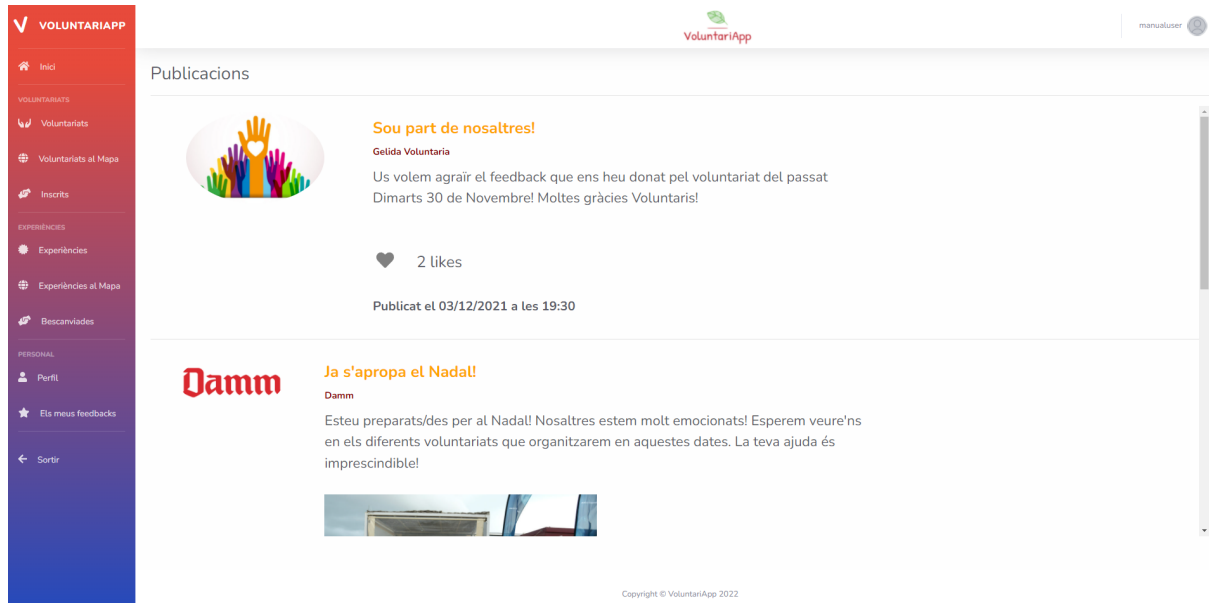 VOLUNTARIAPP
VoluntariApp
manualuser
Inici
VOLUNTARIATS
Voluntariats
Voluntariats al Mapa
Inscrits
EXPERIÈNCIES
Experiències
Experiències al Mapa
Bescanviades
PERSONAL
Perfil
Els meus feedbacks
Sortir
Publicacions
Sou part de nosaltres!
Gelida Voluntaria
Us volem agraïr el feedback que ens heu donat pel voluntariat del passat
Dimarts 30 de Novembre! Moltes gràcies Voluntaris!
2 likes
Publicat el 03/12/2021 a les 19:30
Damm
Ja s'apropa el Nadal!
Damm
Esteu preparats/des per al Nadal! Nosaltres estem molt emocionats! Esperem veure'ns
en els diferents voluntariats que organitzarem en aquestes dates. La teva ajuda és
imprescindible!
Copyright © VoluntariApp 2022